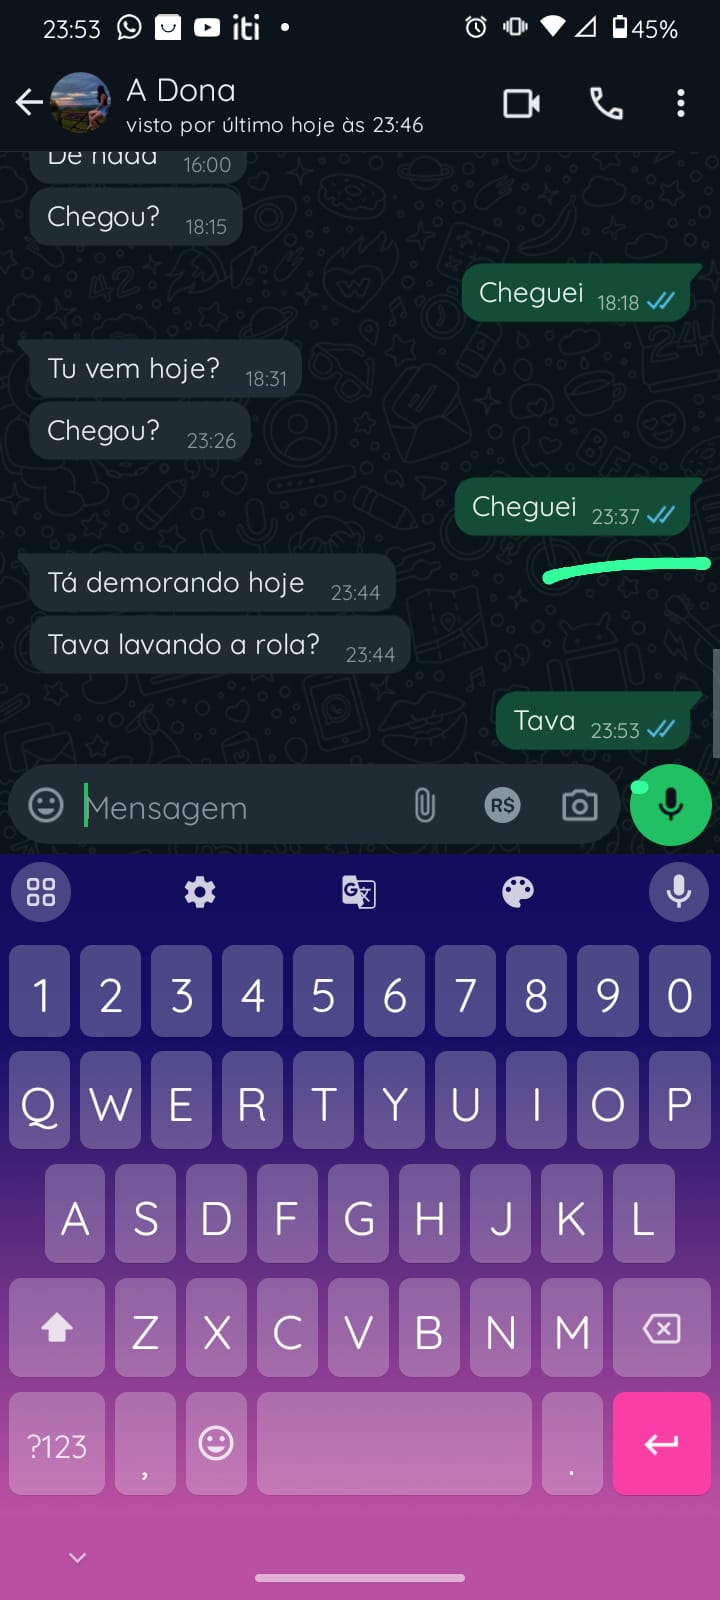 23:53 iti 45%
A Dona
visto por último hoje às 23:46
De nada 16:00
Chegou? 18:15
Cheguei 18:18
Tu vem hoje? 18:31
Chegou? 23:26
Cheguei 23:37
Tá demorando hoje 23:44
Tava lavando a rola? 23:44
Tava 23:53
Mensagem R$
1 2 3 4 5 6 7 8 9 0
Q W E R T Y U I O P
A S D F G H J K L
Z X C V B N M
?123 , .